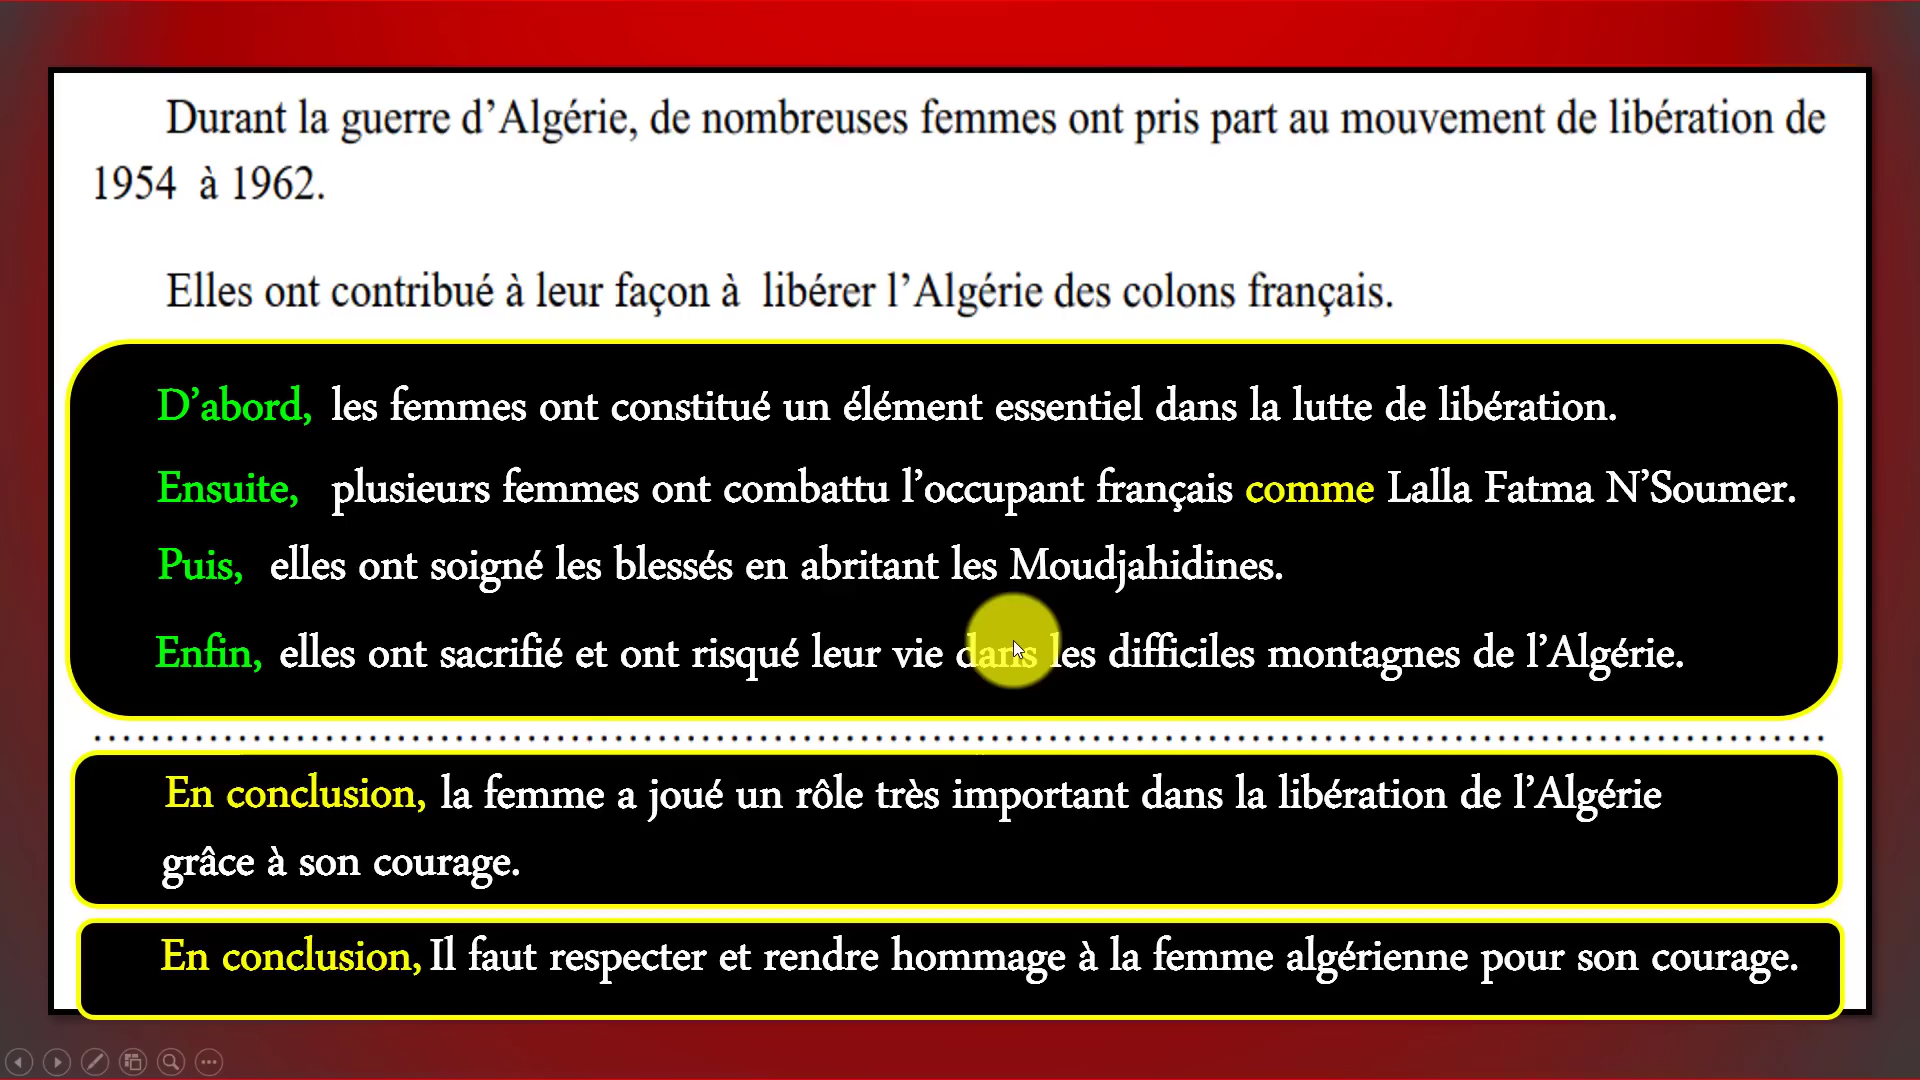 Durant la guerre d’Algérie, de nombreuses femmes ont pris part au mouvement de libération de
1954 à 1962.
Elles ont contribué à leur façon à libérer l’Algérie des colons français.
D’abord, les femmes ont constitué un élément essentiel dans la lutte de libération.
Ensuite, plusieurs femmes ont combattu l’occupant français comme Lalla Fatma N’Soumer.
Puis, elles ont soigné les blessés en abritant les Moudjahidines.
Enfin, elles ont sacrifié et ont risqué leur vie dans les difficiles montagnes de l’Algérie.
En conclusion, la femme a joué un rôle très important dans la libération de l’Algérie
grâce à son courage.
En conclusion, Il faut respecter et rendre hommage à la femme algérienne pour son courage.